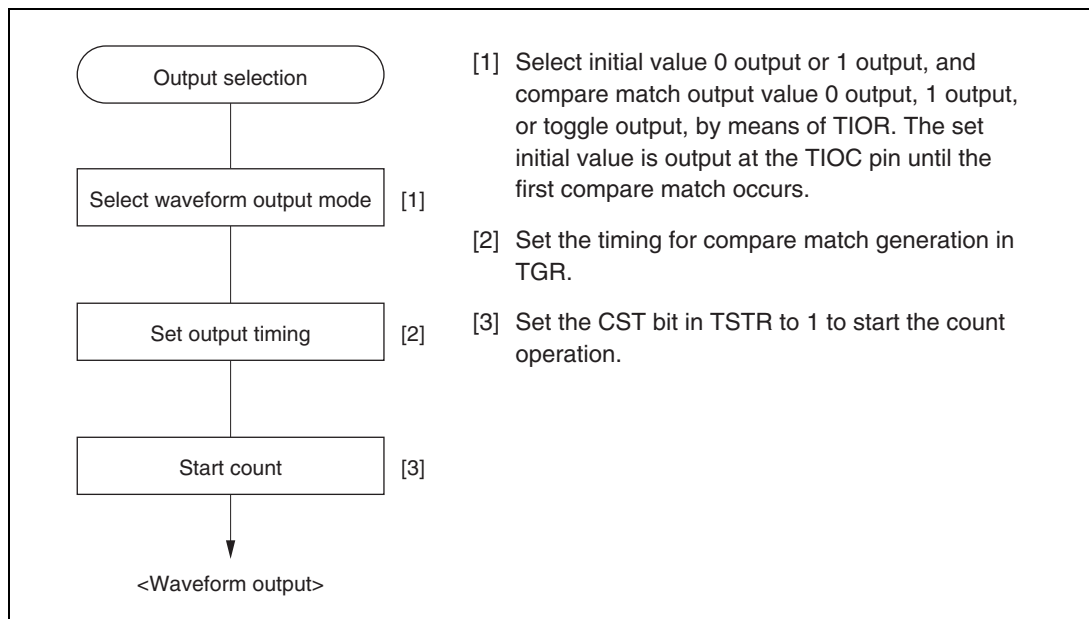 Output selection
Select waveform output mode [1]
Set output timing [2]
Start count [3]
<Waveform output>
[1] Select initial value 0 output or 1 output, and
compare match output value 0 output, 1 output,
or toggle output, by means of TIOR. The set
initial value is output at the TIOC pin until the
first compare match occurs.
[2] Set the timing for compare match generation in
TGR.
[3] Set the CST bit in TSTR to 1 to start the count
operation.